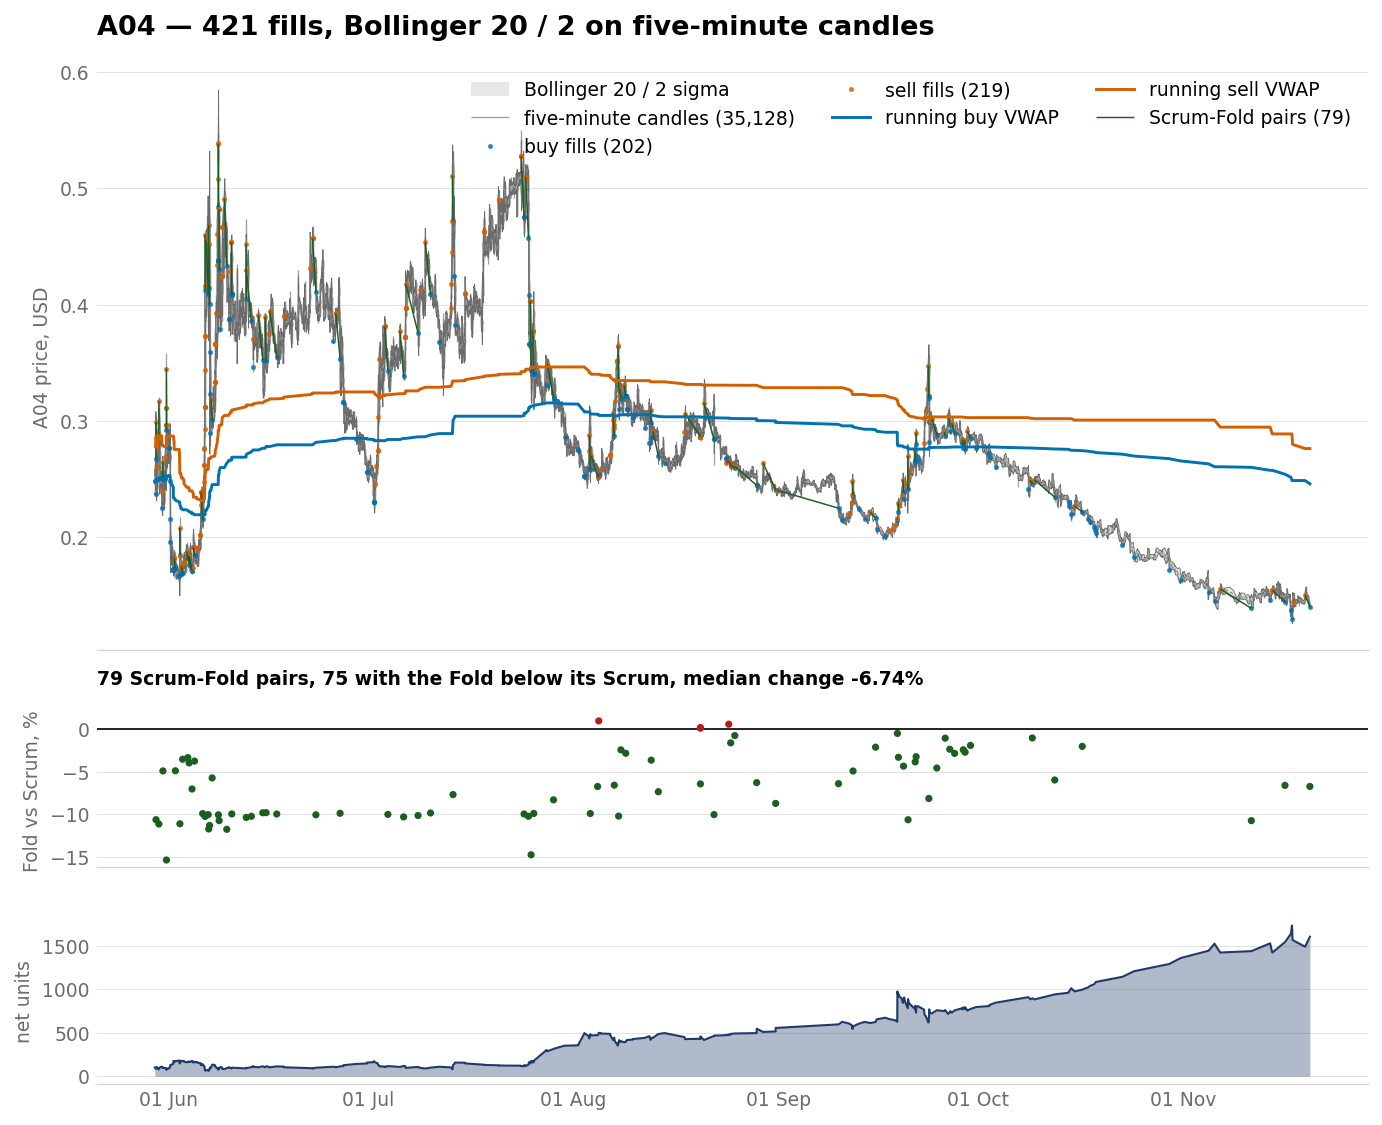 A04 — 421 fills, Bollinger 20 / 2 on five-minute candles
Bollinger 20 / 2 sigma
five-minute candles (35,128)
buy fills (202)
sell fills (219)
running buy VWAP
running sell VWAP
Scrum-Fold pairs (79)
A04 price, USD
0.6
0.5
0.4
0.3
0.2
79 Scrum-Fold pairs, 75 with the Fold below its Scrum, median change -6.74%
Fold vs Scrum, %
0
−5
−10
−15
net units
1500
1000
500
0
01 Jun
01 Jul
01 Aug
01 Sep
01 Oct
01 Nov